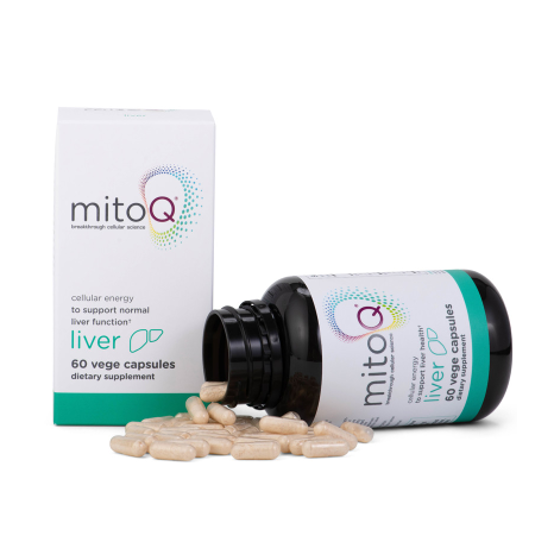 mitoQ®
breakthrough cellular science
cellular energy
to support normal
liver function†
liver
60 vege capsules
dietary supplement
mitoQ®
breakthrough cellular science
cellular energy
to support liver health†
liver
60 vege capsules
dietary supplement